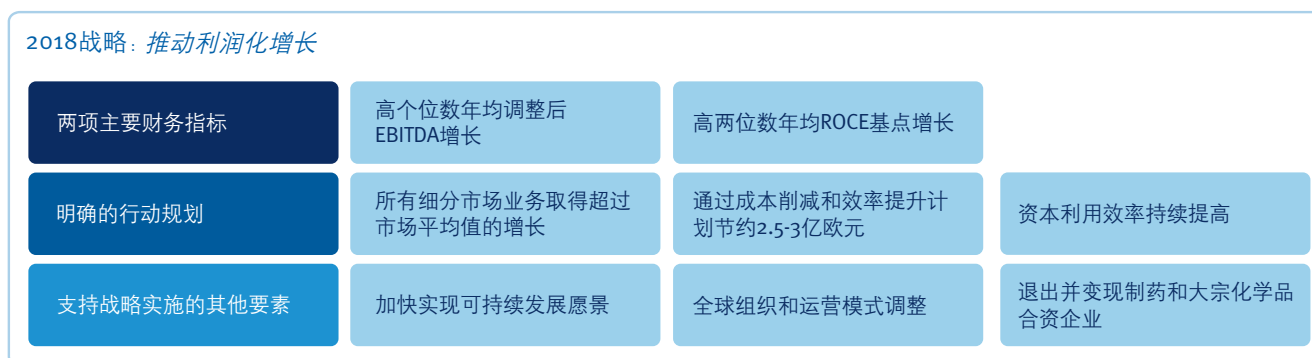 2018战略: 推动利润化增长
两项主要财务指标
高个位数年均调整后
EBITDA增长
高两位数年均ROCE基点增长
明确的行动规划
所有细分市场业务取得超过
市场平均值的增长
通过成本削减和效率提升计
划节约2.5-3亿欧元
资本利用效率持续提高
支持战略实施的其他要素
加快实现可持续发展愿景
全球组织和运营模式调整
退出并变现制药和大宗化学品
合资企业